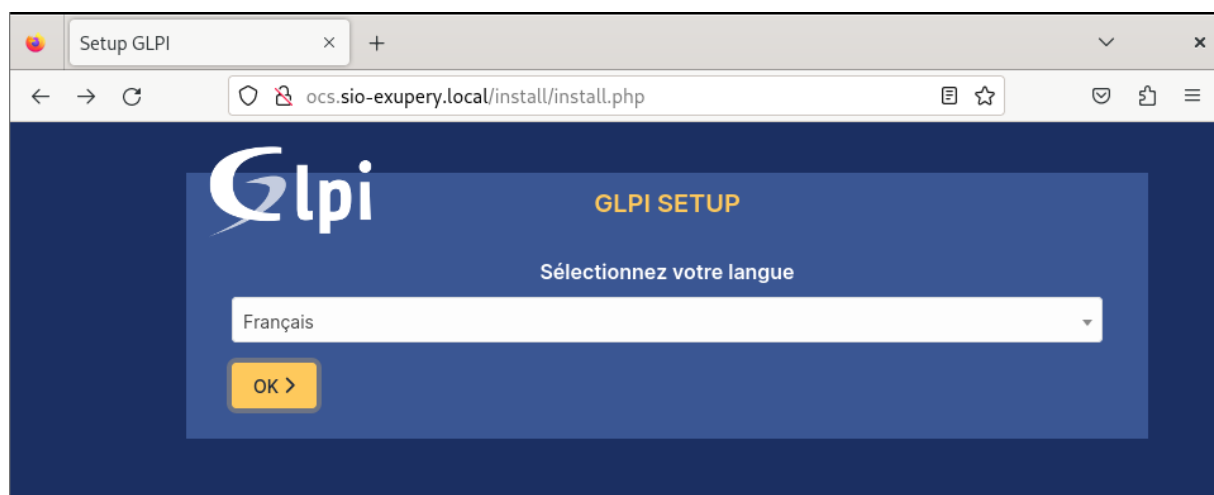 Setup GLPI
ocs.sio-exupery.local/install/install.php
Glpi
GLPI SETUP
Sélectionnez votre langue
Français
OK